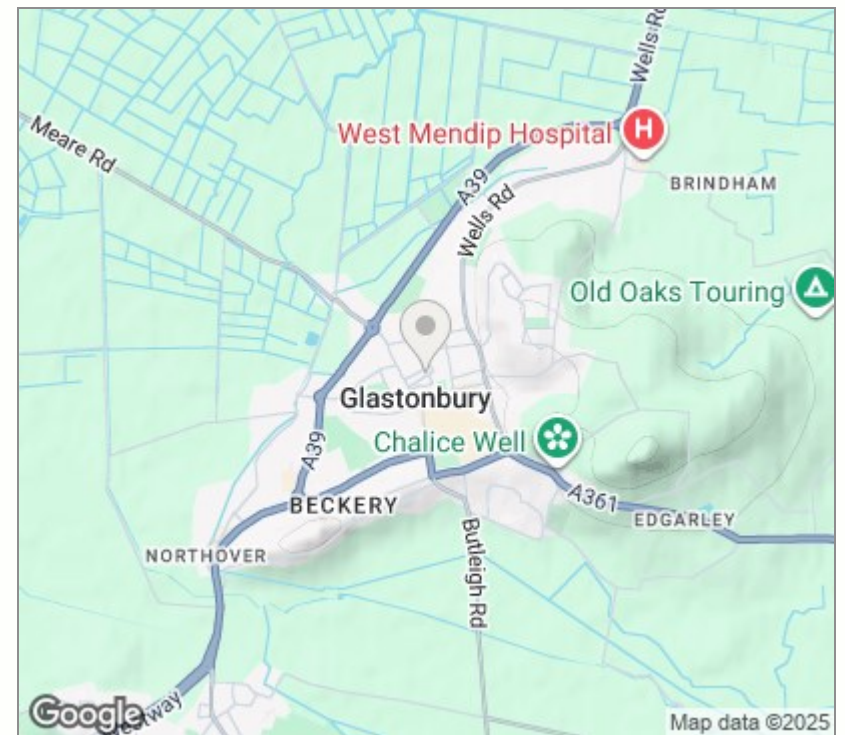 Wells Rd
Meare Rd
West Mendip Hospital
H
BRINDHAM
A39
Wells Rd
Old Oaks Touring
Glastonbury
Chalice Well
A39
BECKERY
A361
EDGARLEY
NORTHOVER
Butleigh Rd
Google
Map data ©2025